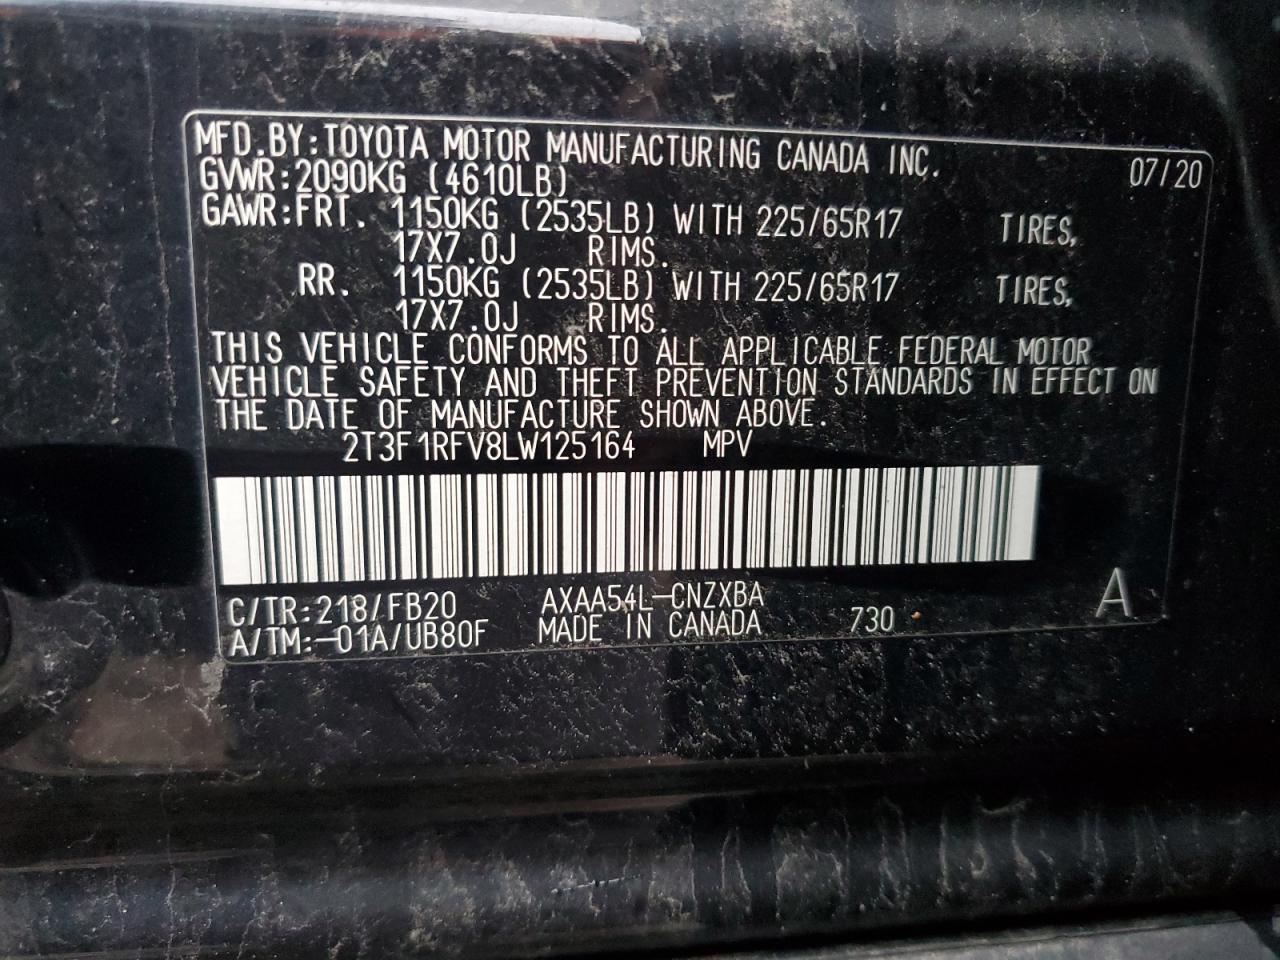 MFD.BY:TOYOTA MOTOR MANUFACTURING CANADA INC. 07/20
GVWR:2090KG (4610LB)
GAWR:FRT. 1150KG (2535LB) WITH 225/65R17 TIRES,
17X7.0J RIMS.
RR. 1150KG (2535LB) WITH 225/65R17 TIRES,
17X7.0J RIMS.
THIS VEHICLE CONFORMS TO ALL APPLICABLE FEDERAL MOTOR
VEHICLE SAFETY AND THEFT PREVENTION STANDARDS IN EFFECT ON
THE DATE OF MANUFACTURE SHOWN ABOVE.
2T3F1RFV8LW125164 MPV
C/TR:218/FB20 AXAA54L-CNZXBA
A/TM:-01A/UB80F MADE IN CANADA 730 A